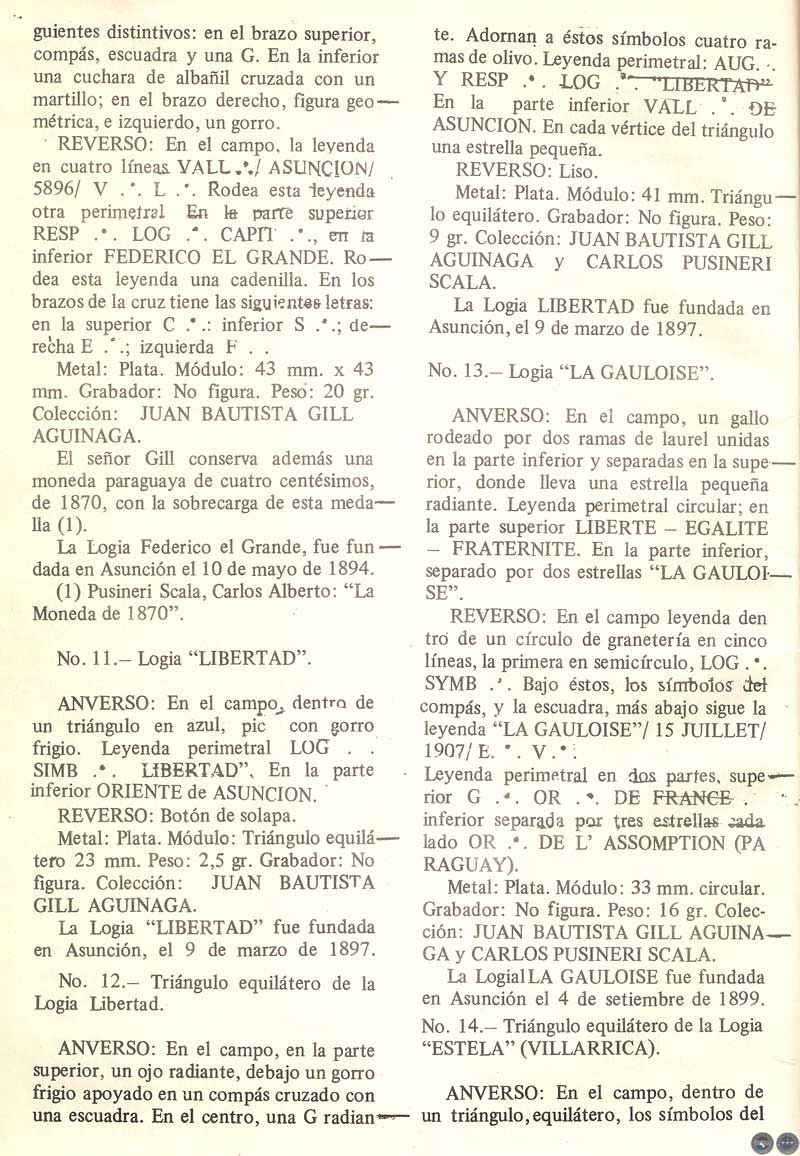 guientes distintivos: en el brazo superior,
compás, escuadra y una G. En la inferior
una cuchara de albañil cruzada con un
martillo; en el brazo derecho, figura geo—
métrica, e izquierdo, un gorro.
REVERSO: En el campo, la leyenda
en cuatro líneas VALL .•./ ASUNCION/
5896/ V .•. L .•. Rodea esta leyenda
otra perimetral En la parte superior
RESP .•. LOG .•. CAPIT .•., en la
inferior FEDERICO EL GRANDE. Ro—
dea esta leyenda una cadenilla. En los
brazos de la cruz tiene las siguientes letras:
en la superior C .•.: inferior S .•.; de—
recha E .•.; izquierda F . .
Metal: Plata. Módulo: 43 mm. x 43
mm. Grabador: No figura. Peso: 20 gr.
Colección: JUAN BAUTISTA GILL
AGUINAGA.
El señor Gill conserva además una
moneda paraguaya de cuatro centésimos,
de 1870, con la sobrecarga de esta meda—
lla (1).
La Logia Federico el Grande, fue fun—
dada en Asunción el 10 de mayo de 1894.
(1) Pusineri Scala, Carlos Alberto: “La
Moneda de 1870”.
No. 11.— Logia “LIBERTAD”.
ANVERSO: En el campo, dentro de
un triángulo en azul, pic con gorro
frigio. Leyenda perimetral LOG . .
SIMB .•. LIBERTAD”. En la parte
inferior ORIENTE de ASUNCION.
REVERSO: Botón de solapa.
Metal: Plata. Módulo: Triángulo equilá—
tero 23 mm. Peso: 2,5 gr. Grabador: No
figura. Colección: JUAN BAUTISTA
GILL AGUINAGA.
La Logia “LIBERTAD” fue fundada
en Asunción, el 9 de marzo de 1897.
No. 12.— Triángulo equilátero de la
Logia Libertad.
ANVERSO: En el campo, en la parte
superior, un ojo radiante, debajo un gorro
frigio apoyado en un compás cruzado con
una escuadra. En el centro, una G radian—
te. Adornan a éstos símbolos cuatro ra-
mas de olivo. Leyenda perimetral: AUG. .
Y RESP .•. LOG .•. “LIBERTAD”
En la parte inferior VALL .•. DE
ASUNCION. En cada vértice del triángulo
una estrella pequeña.
REVERSO: Liso.
Metal: Plata. Módulo: 41 mm. Triángu—
lo equilátero. Grabador: No figura. Peso:
9 gr. Colección: JUAN BAUTISTA GILL
AGUINAGA y CARLOS PUSINERI
SCALA.
La Logia LIBERTAD fue fundada en
Asunción, el 9 de marzo de 1897.
No. 13.— Logia “LA GAULOISE”.
ANVERSO: En el campo, un gallo
rodeado por dos ramas de laurel unidas
en la parte inferior y separadas en la supe—
rior, donde lleva una estrella pequeña
radiante. Leyenda perimetral circular; en
la parte superior LIBERTE — EGALITE
— FRATERNITE. En la parte inferior,
separado por dos estrellas “LA GAULOI—
SE”.
REVERSO: En el campo leyenda den
tro de un círculo de granetería en cinco
líneas, la primera en semicírculo, LOG .•.
SYMB .•. Bajo éstos, los símbolos del
compás, y la escuadra, más abajo sigue la
leyenda “LA GAULOISE”/ 15 JUILLET/
1907/ E. •. V .•.
Leyenda perimetral en dos partes, supe—
rior G .•. OR .•. DE FRANCE .
inferior separada por tres estrellas cada
lado OR .•. DE L’ ASSOMPTION (PA
RAGUAY).
Metal: Plata. Módulo: 33 mm. circular.
Grabador: No figura. Peso: 16 gr. Colec-
ción: JUAN BAUTISTA GILL AGUINA—
GA y CARLOS PUSINERI SCALA.
La LogialLA GAULOISE fue fundada
en Asunción el 4 de setiembre de 1899.
No. 14.— Triángulo equilátero de la Logia
“ESTELA” (VILLARRICA).
ANVERSO: En el campo, dentro de
un triángulo, equilátero, los símbolos del